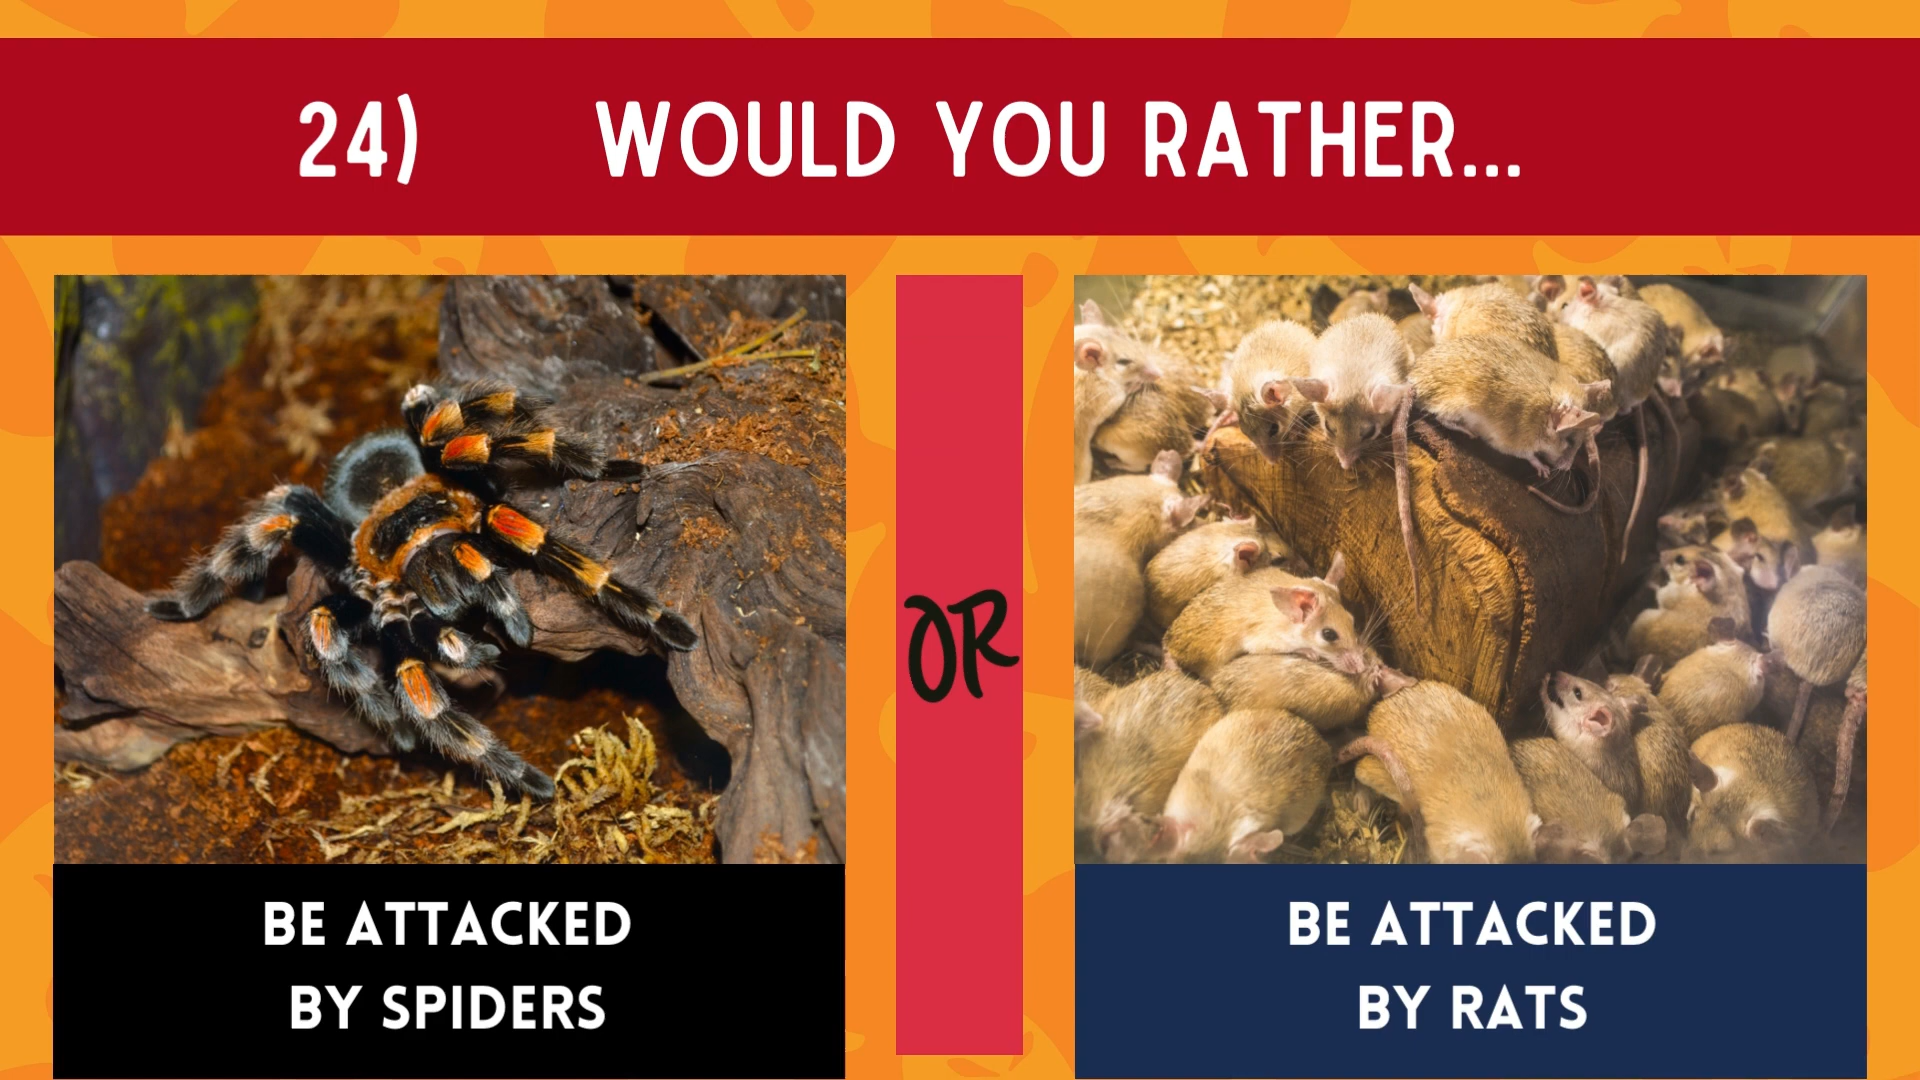 24) WOULD YOU RATHER...
OR
BE ATTACKED
BY SPIDERS
BE ATTACKED
BY RATS